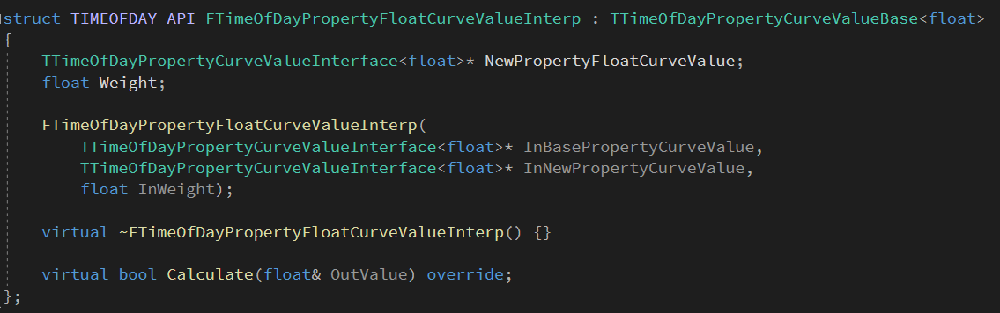 struct TIMEOFDAY_API FTimeOfDayPropertyFloatCurveValueInterp : TTimeOfDayPropertyCurveValueBase<float>
{
    TTimeOfDayPropertyCurveValueInterface<float>* NewPropertyFloatCurveValue;
    float Weight;

    FTimeOfDayPropertyFloatCurveValueInterp(
        TTimeOfDayPropertyCurveValueInterface<float>* InBasePropertyCurveValue,
        TTimeOfDayPropertyCurveValueInterface<float>* InNewPropertyCurveValue,
        float InWeight);

    virtual ~FTimeOfDayPropertyFloatCurveValueInterp() {}

    virtual bool Calculate(float& OutValue) override;
};